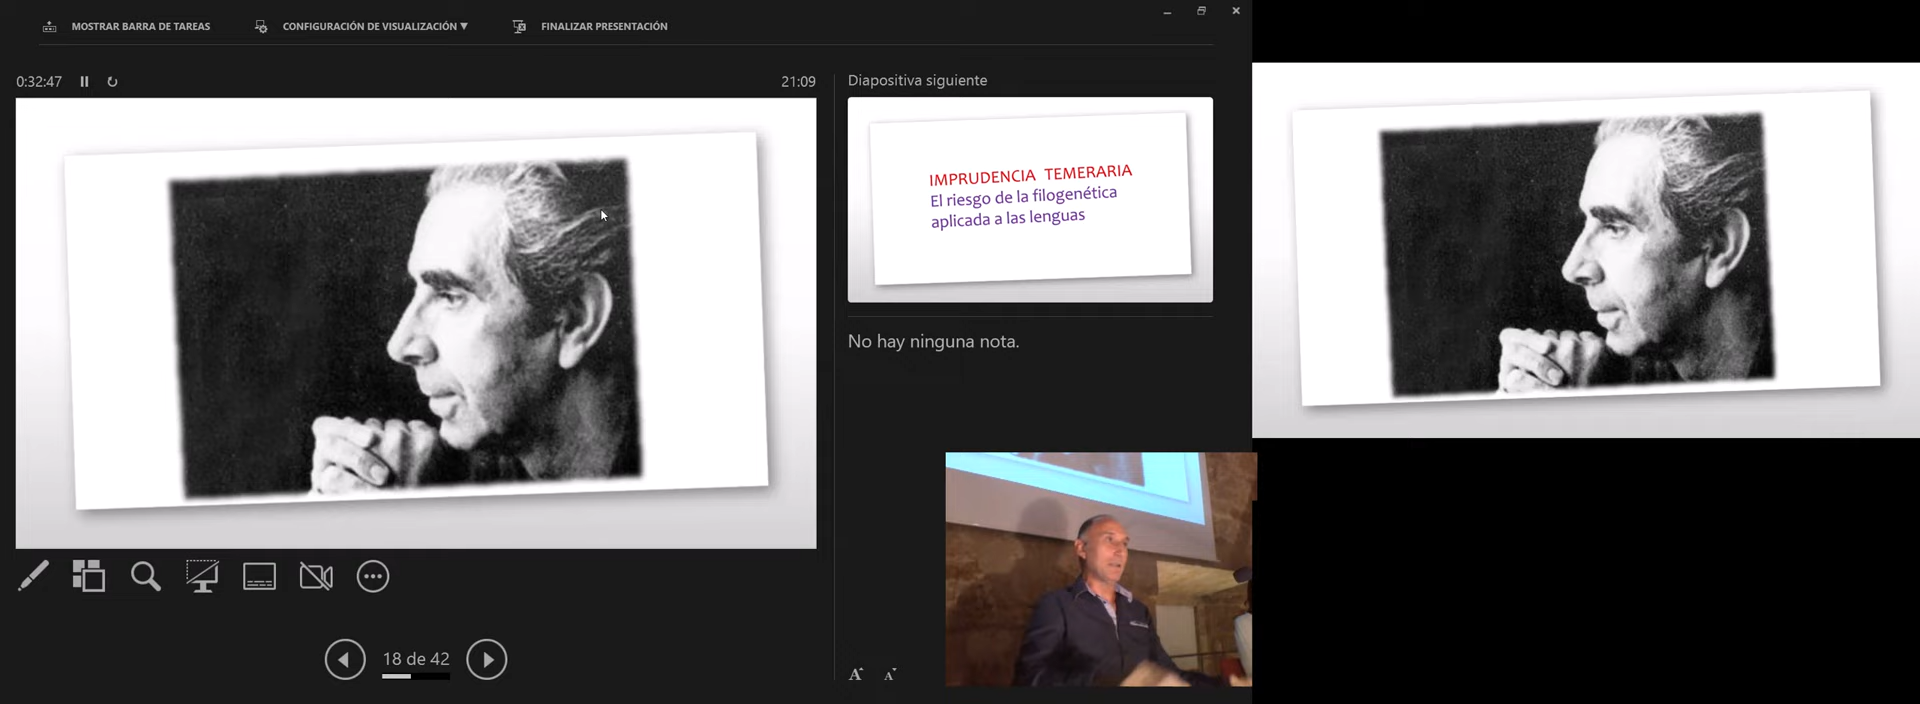 MOSTRAR BARRA DE TAREAS
CONFIGURACIÓN DE VISUALIZACIÓN ▼
FINALIZAR PRESENTACIÓN
0:32:47
21:09
Diapositiva siguiente
IMPRUDENCIA TEMERARIA
El riesgo de la filogenética
aplicada a las lenguas
No hay ninguna nota.
18 de 42
A A